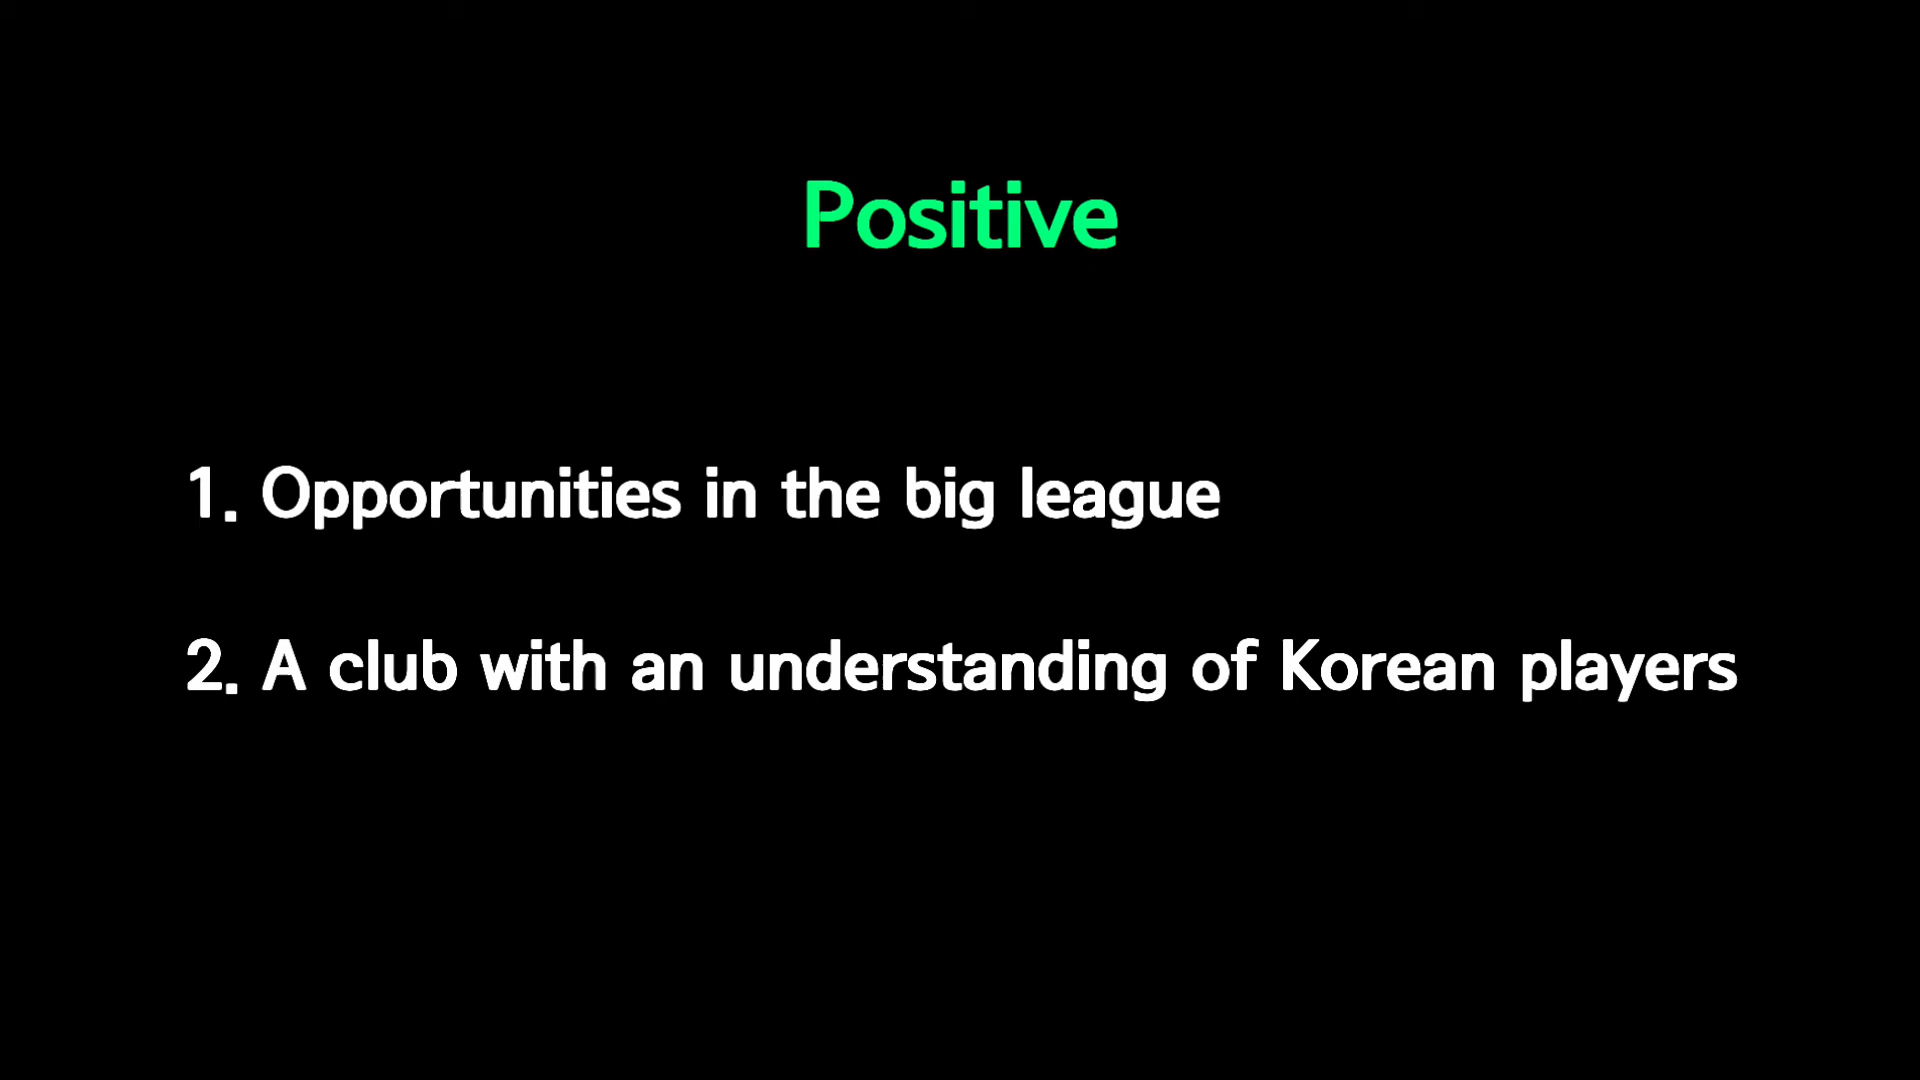 Positive
1. Opportunities in the big league
2. A club with an understanding of Korean players